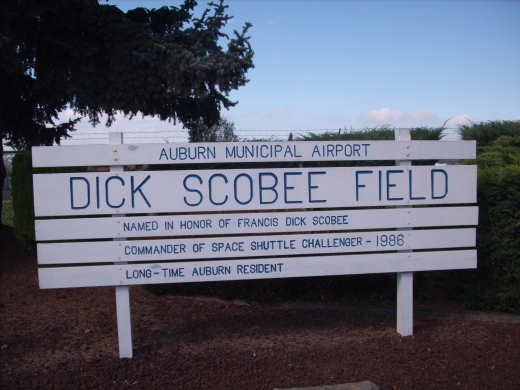 AUBURN MUNICIPAL AIRPORT
DICK SCOBEE FIELD
NAMED IN HONOR OF FRANCIS DICK SCOBEE
COMMANDER OF SPACE SHUTTLE CHALLENGER - 1986
LONG-TIME AUBURN RESIDENT